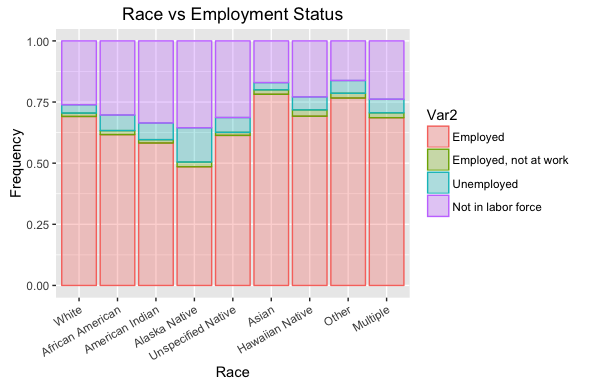 Race vs Employment Status
Frequency
1.00
0.75
0.50
0.25
0.00
White
African American
American Indian
Alaska Native
Unspecified Native
Asian
Hawaiian Native
Other
Multiple
Race
Var2
Employed
Employed, not at work
Unemployed
Not in labor force